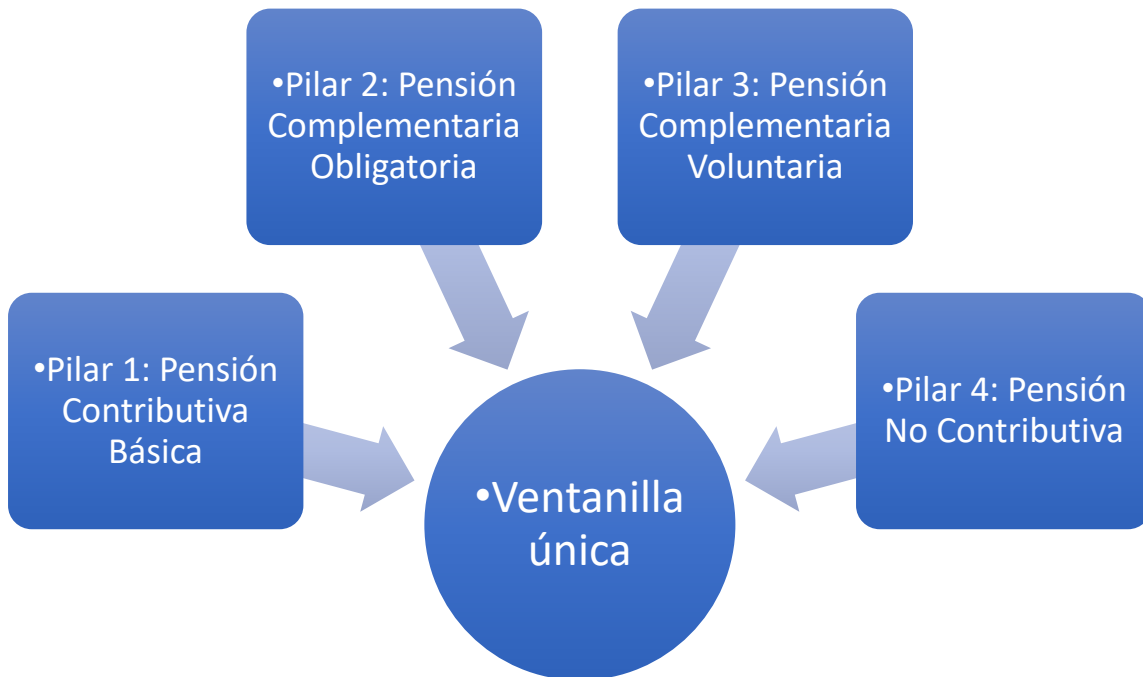 •Pilar 1: Pensión
Contributiva
Básica
•Pilar 2: Pensión
Complementaria
Obligatoria
•Pilar 3: Pensión
Complementaria
Voluntaria
•Pilar 4: Pensión
No Contributiva
•Ventanilla
única